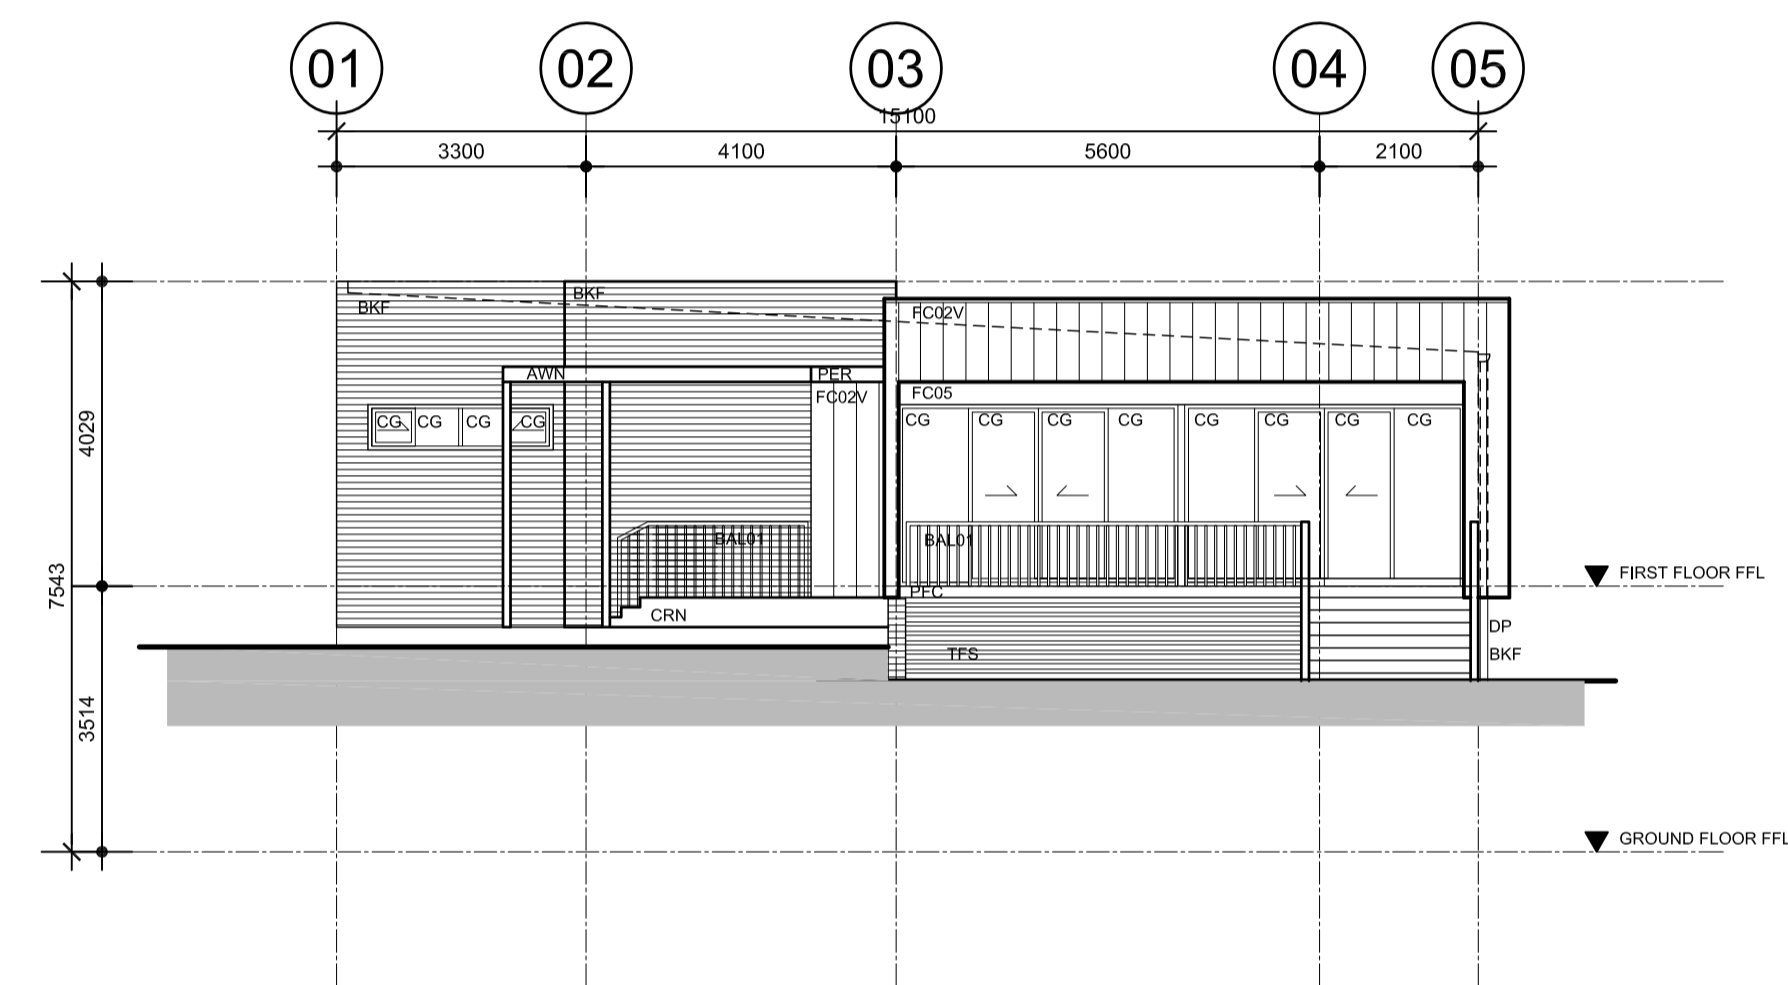 01 02 03 04 05
15100
3300 4100 5600 2100
BKF
BKF
FC02V
AWN
PER
FC02V
FC05
CG CG CG CG
CG CG CG CG CG CG CG CG
4029
BAL01
BAL01
7543
FIRST FLOOR FFL
PFC
CRN
DP
TFS
BKF
3514
GROUND FLOOR FFL